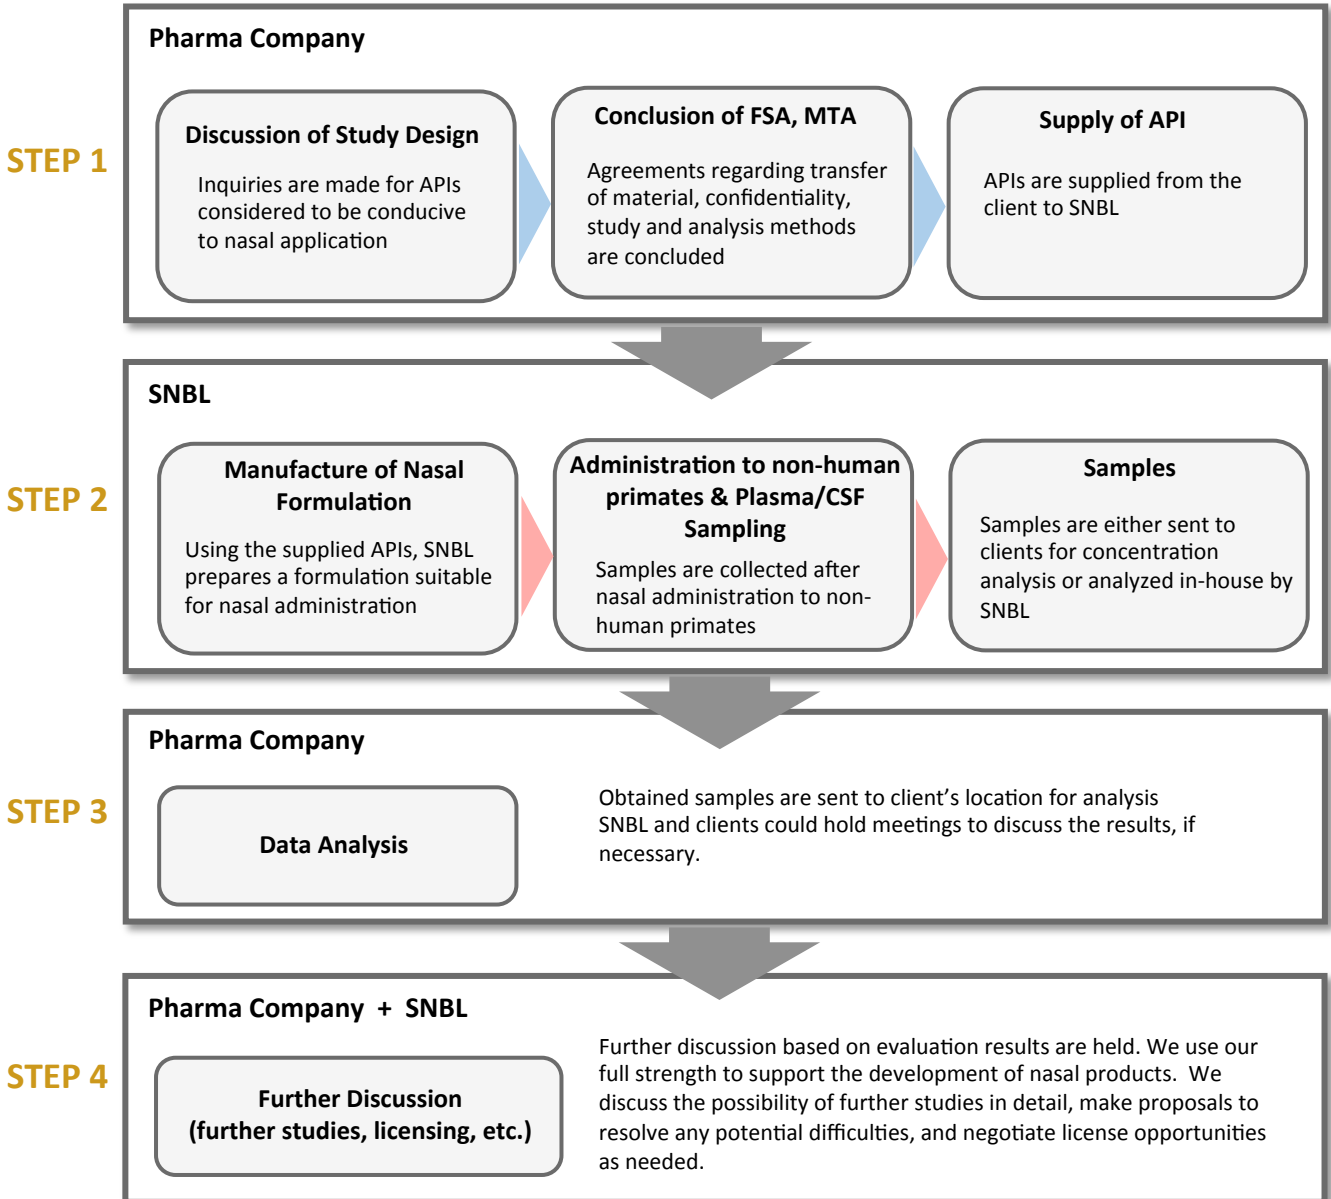 STEP 1
Pharma Company
Discussion of Study Design
Inquiries are made for APIs
considered to be conducive
to nasal application
Conclusion of FSA, MTA
Agreements regarding transfer
of material, confidentiality,
study and analysis methods
are concluded
Supply of API
APIs are supplied from the
client to SNBL
STEP 2
SNBL
Manufacture of Nasal
Formulation
Using the supplied APIs, SNBL
prepares a formulation suitable
for nasal administration
Administration to non-human
primates & Plasma/CSF
Sampling
Samples are collected after
nasal administration to non-
human primates
Samples
Samples are either sent to
clients for concentration
analysis or analyzed in-house by
SNBL
STEP 3
Pharma Company
Data Analysis
Obtained samples are sent to client’s location for analysis
SNBL and clients could hold meetings to discuss the results, if
necessary.
STEP 4
Pharma Company + SNBL
Further Discussion
(further studies, licensing, etc.)
Further discussion based on evaluation results are held. We use our
full strength to support the development of nasal products. We
discuss the possibility of further studies in detail, make proposals to
resolve any potential difficulties, and negotiate license opportunities
as needed.